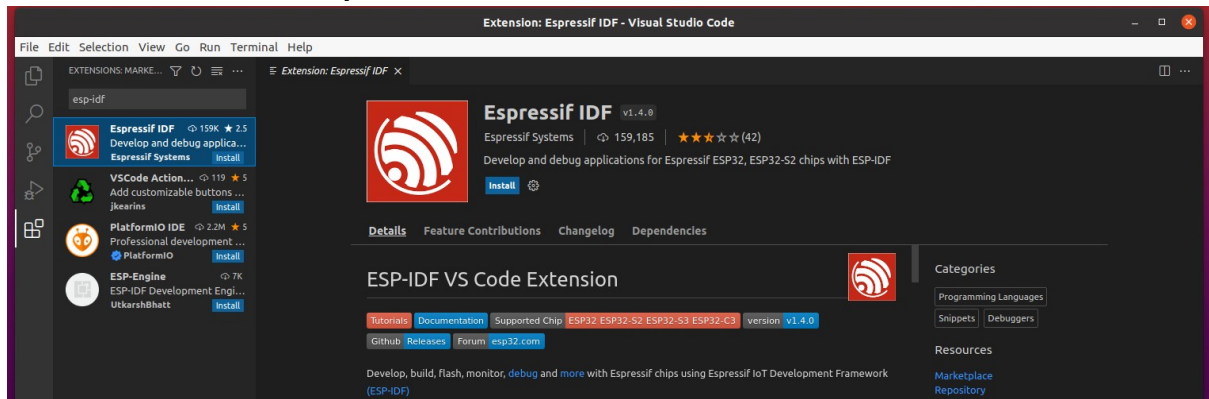 Extension: Espressif IDF - Visual Studio Code
File Edit Selection View Go Run Terminal Help
EXTENSIONS: MARKE...
esp-idf
Espressif IDF 159K ★ 2.5
Develop and debug applica...
Espressif Systems Install
VSCode Action... 119 ★ 5
Add customizable buttons ...
jkearins Install
PlatformIO IDE 2.2M ★ 5
Professional development ...
PlatformIO Install
ESP-Engine 7K
ESP-IDF Development Engi...
UtkarshBhatt Install
Extension: Espressif IDF ×
Espressif IDF v1.4.0
Espressif Systems | 159,185 | ★★★☆☆ (42)
Develop and debug applications for Espressif ESP32, ESP32-S2 chips with ESP-IDF
Install
Details Feature Contributions Changelog Dependencies
ESP-IDF VS Code Extension
Tutorials Documentation Supported Chip ESP32 ESP32-S2 ESP32-S3 ESP32-C3 version v1.4.0
Github Releases Forum esp32.com
Develop, build, flash, monitor, debug and more with Espressif chips using Espressif IoT Development Framework
(ESP-IDF)
Categories
Programming Languages
Snippets Debuggers
Resources
Marketplace
Repository